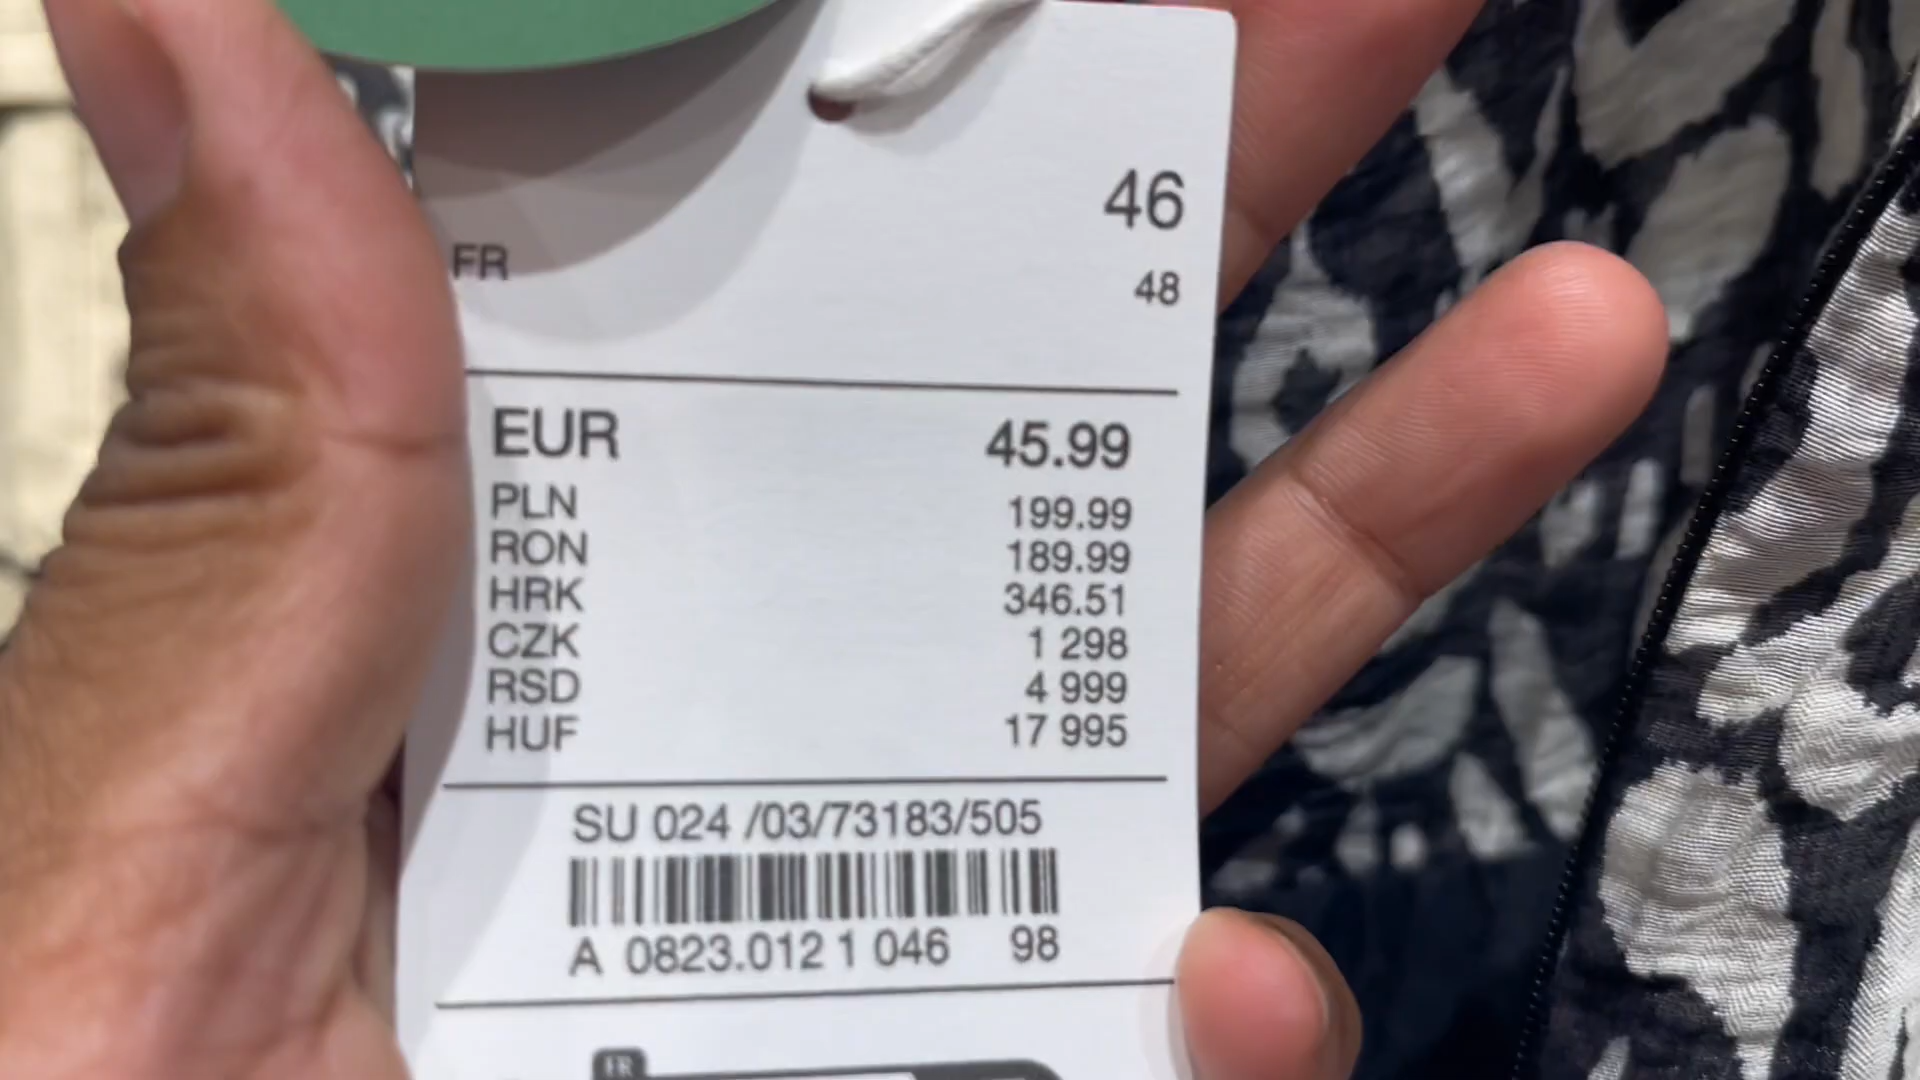 46
FR 48
EUR 45.99
PLN 199.99
RON 189.99
HRK 346.51
CZK 1 298
RSD 4 999
HUF 17 995
SU 024 /03/73183/505
A 0823.012 1 046 98
FR